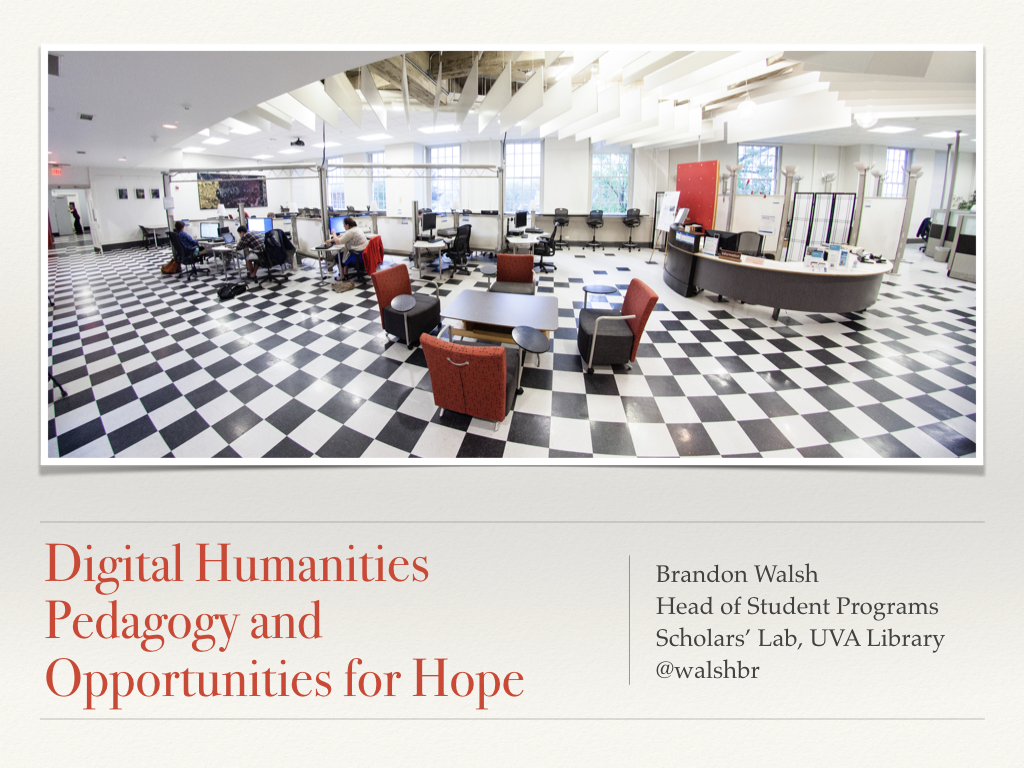 Digital Humanities
Pedagogy and
Opportunities for Hope
Brandon Walsh
Head of Student Programs
Scholars’ Lab, UVA Library
@walshbr